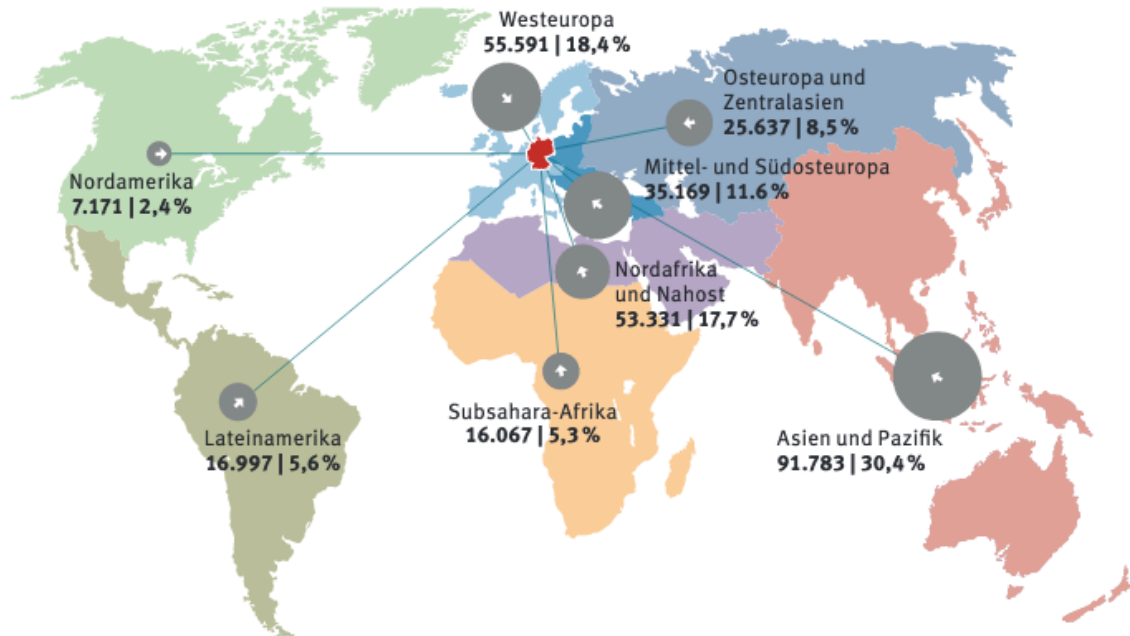 Westeuropa
55.591 | 18,4 %
Osteuropa und
Zentralasien
25.637 | 8,5 %
Nordamerika
7.171 | 2,4 %
Mittel- und Südosteuropa
35.169 | 11.6 %
Nordafrika
und Nahost
53.331 | 17,7 %
Subsahara-Afrika
16.067 | 5,3 %
Lateinamerika
16.997 | 5,6 %
Asien und Pazifik
91.783 | 30,4 %